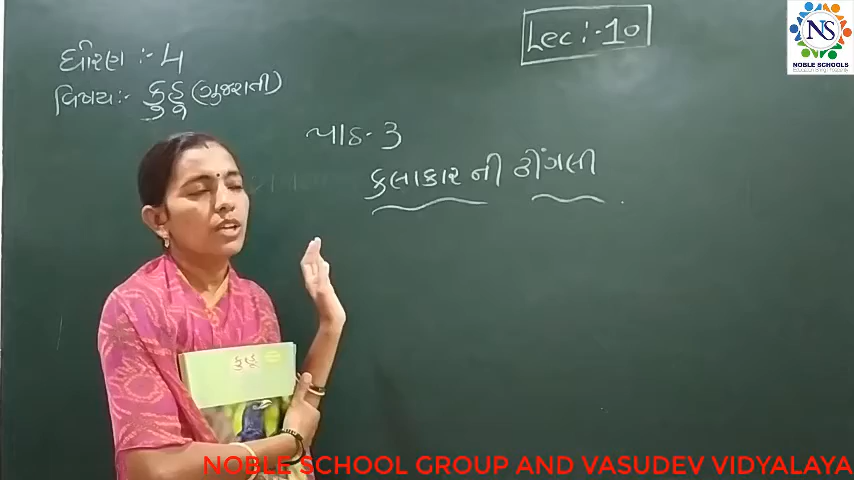 ધોરણ :- 4
વિષય:- કુહૂ (ગુજરાતી)
Lec :- 10
NS
NOBLE SCHOOLS
પાઠ- 3
કલાકાર ની ઢીંગલી
કુહૂ
NOBLE SCHOOL GROUP AND VASUDEV VIDYALAYA